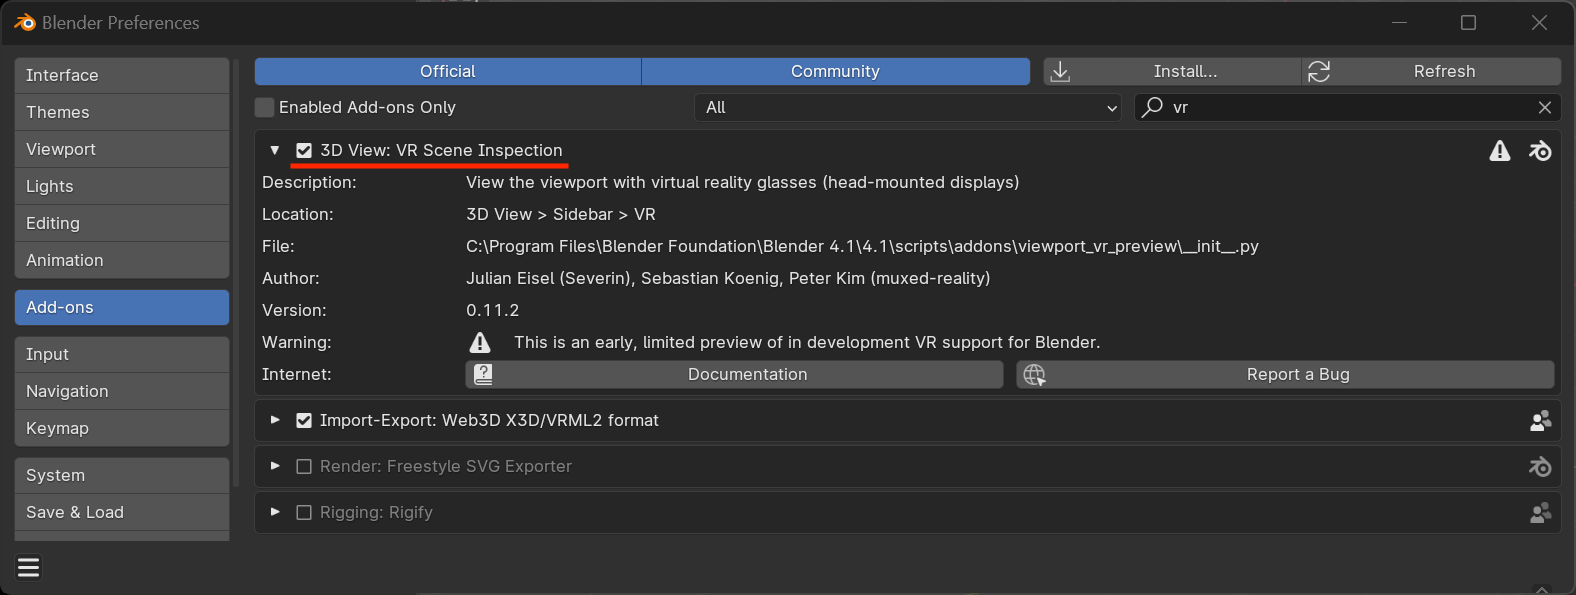 Blender Preferences
Interface
Themes
Viewport
Lights
Editing
Animation
Add-ons
Input
Navigation
Keymap
System
Save & Load
Official Community Install... Refresh
Enabled Add-ons Only All vr
3D View: VR Scene Inspection
Description: View the viewport with virtual reality glasses (head-mounted displays)
Location: 3D View > Sidebar > VR
File: C:\Program Files\Blender Foundation\Blender 4.1\4.1\scripts\addons\viewport_vr_preview\__init__.py
Author: Julian Eisel (Severin), Sebastian Koenig, Peter Kim (muxed-reality)
Version: 0.11.2
Warning: This is an early, limited preview of in development VR support for Blender.
Internet: Documentation Report a Bug
Import-Export: Web3D X3D/VRML2 format
Render: Freestyle SVG Exporter
Rigging: Rigify